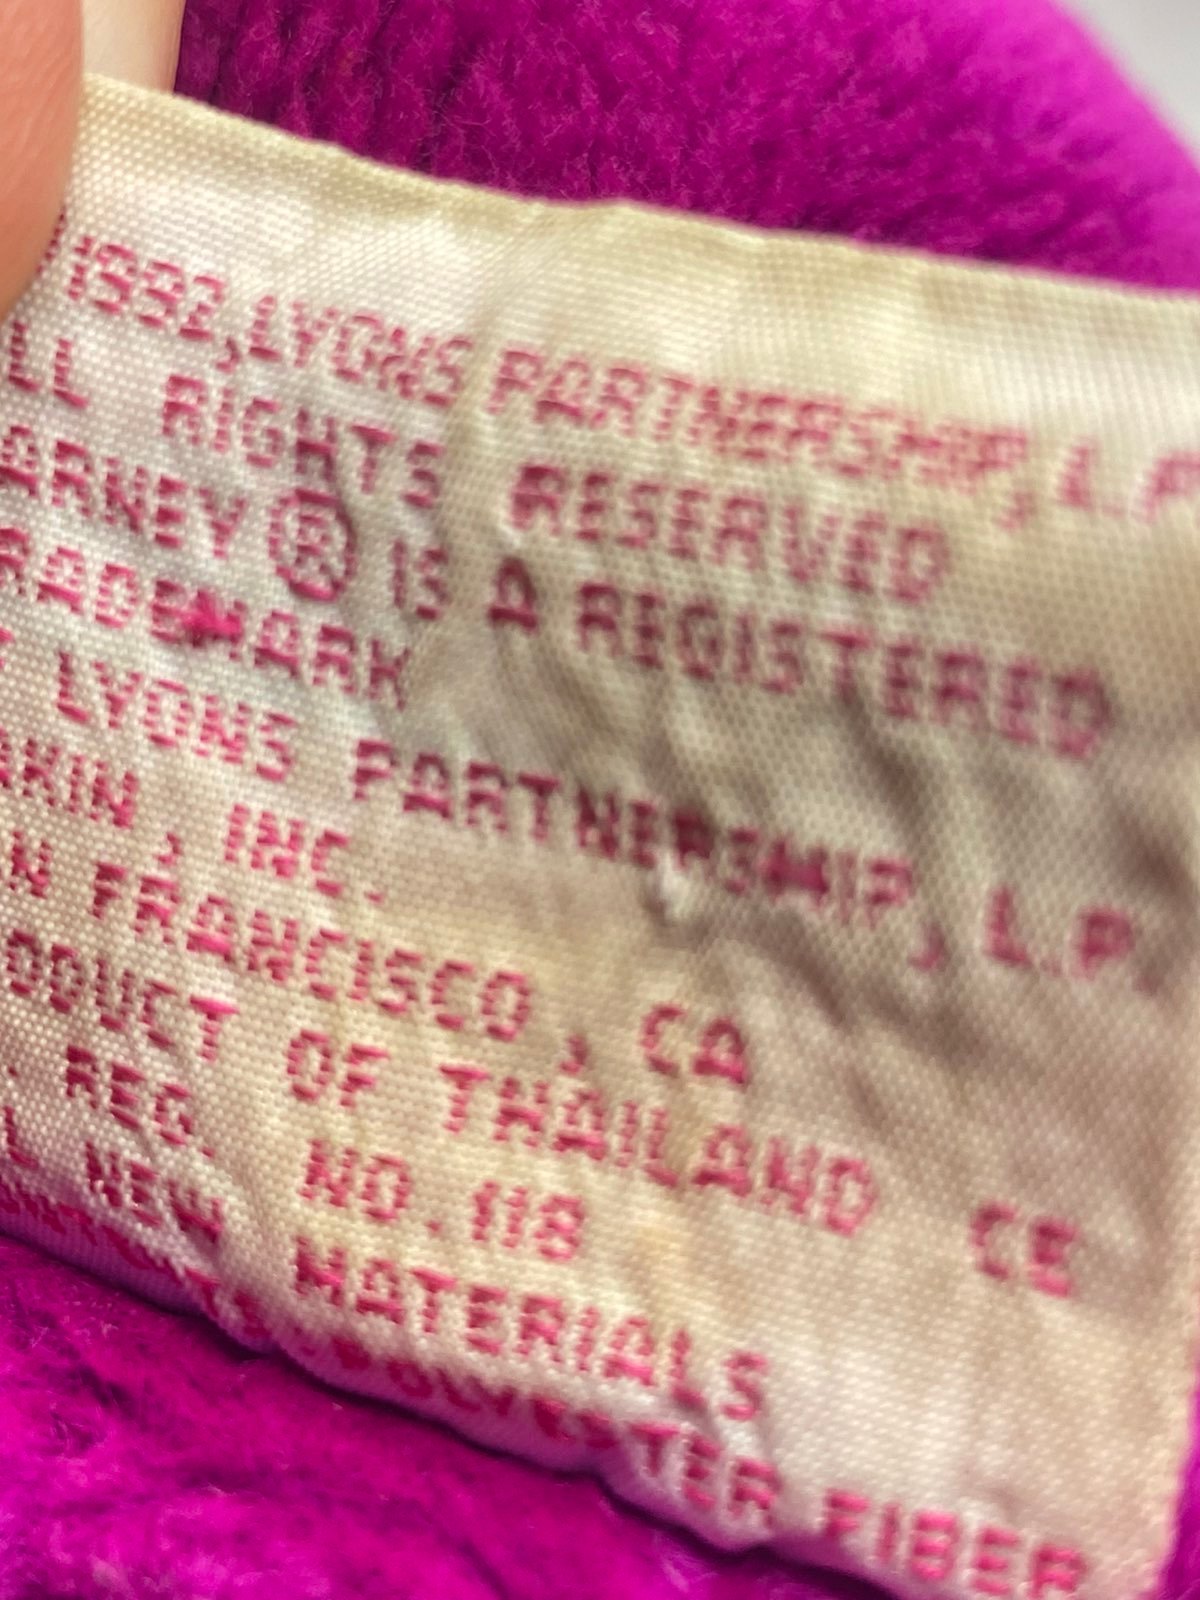 1992, LYONS PARTNERSHIP, L.P
LL RIGHTS RESERVED
ARNEY® IS A REGISTERED
RADEMARK
LYONS PARTNERSHIP, L.P.
AKIN, INC.
N FRANCISCO, CA
ODUCT OF THAILAND CE
REG. NO. 118
L NEW MATERIALS
POLYESTER FIBER